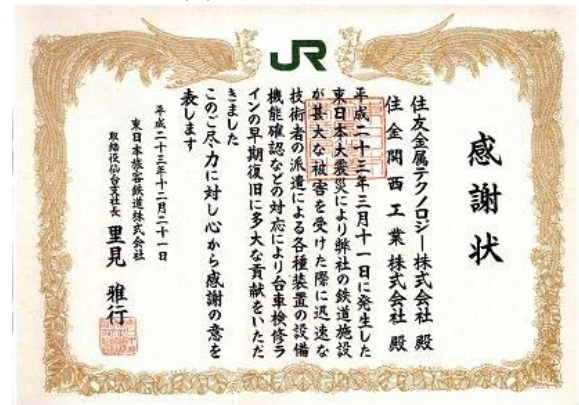 JR
感謝状
住友金属テクノロジー株式会社 殿
住金関西工業株式会社 殿
平成二十三年三月十一日に発生した
東日本大震災により弊社の鉄道施設
が甚大な被害を受けた際に迅速な
技術者の派遣による各種装置の設備
機能確認などの対応により台車検修ラ
インの早期復旧に多大な貢献をいただ
きました
このご尽力に対し心から感謝の意を
表します
平成二十三年十二月二十一日
東日本旅客鉄道株式会社
取締役仙台支社長 里見 雅行